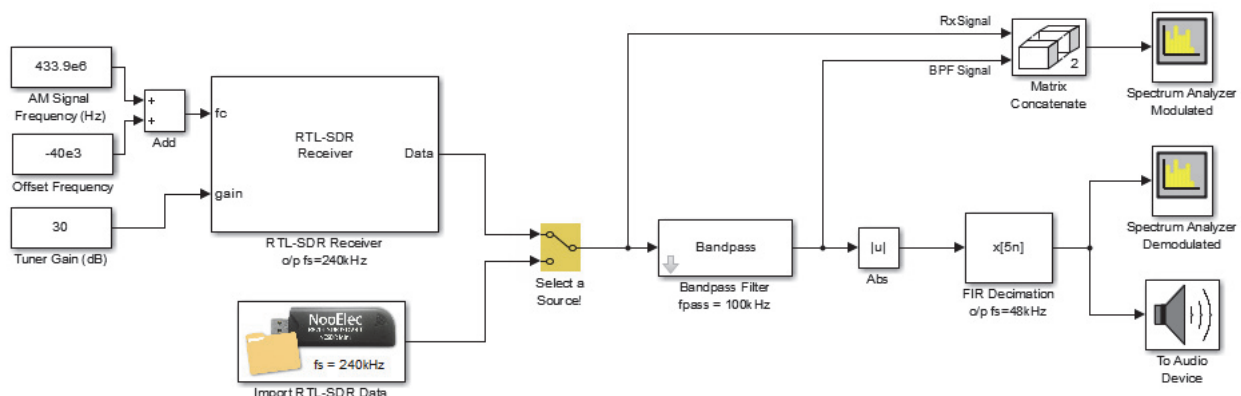 433.9e6
AM Signal
Frequency (Hz)
-40e3
Offset Frequency
30
Tuner Gain (dB)
+
+
Add
fc
gain
RTL-SDR
Receiver
Data
RTL-SDR Receiver
o/p fs=240kHz
NooElec
fs = 240kHz
Import RTL-SDR Data
Select a
Source!
Bandpass
Bandpass Filter
fpass = 100kHz
|u|
Abs
x[5n]
FIR Decimation
o/p fs=48kHz
RxSignal
BPF Signal
2
Matrix
Concatenate
Spectrum Analyzer
Modulated
Spectrum Analyzer
Demodulated
To Audio
Device